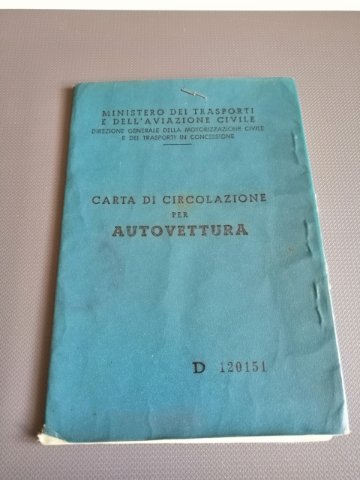 MINISTERO DEI TRASPORTI
E DELL'AVIAZIONE CIVILE
DIREZIONE GENERALE DELLA MOTORIZZAZIONE CIVILE
E DEI TRASPORTI IN CONCESSIONE
CARTA DI CIRCOLAZIONE
PER
AUTOVETTURA
D 120151